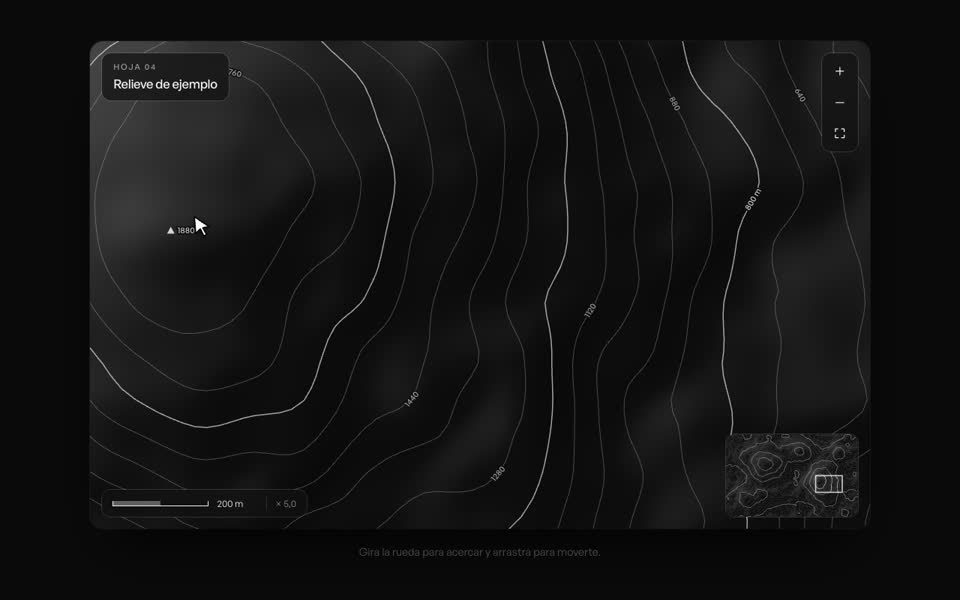 HOJA 04
Relieve de ejemplo
760
880
640
800 m
1880
1120
1440
1280
200 m
× 5,0
Gira la rueda para acercar y arrastra para moverte.